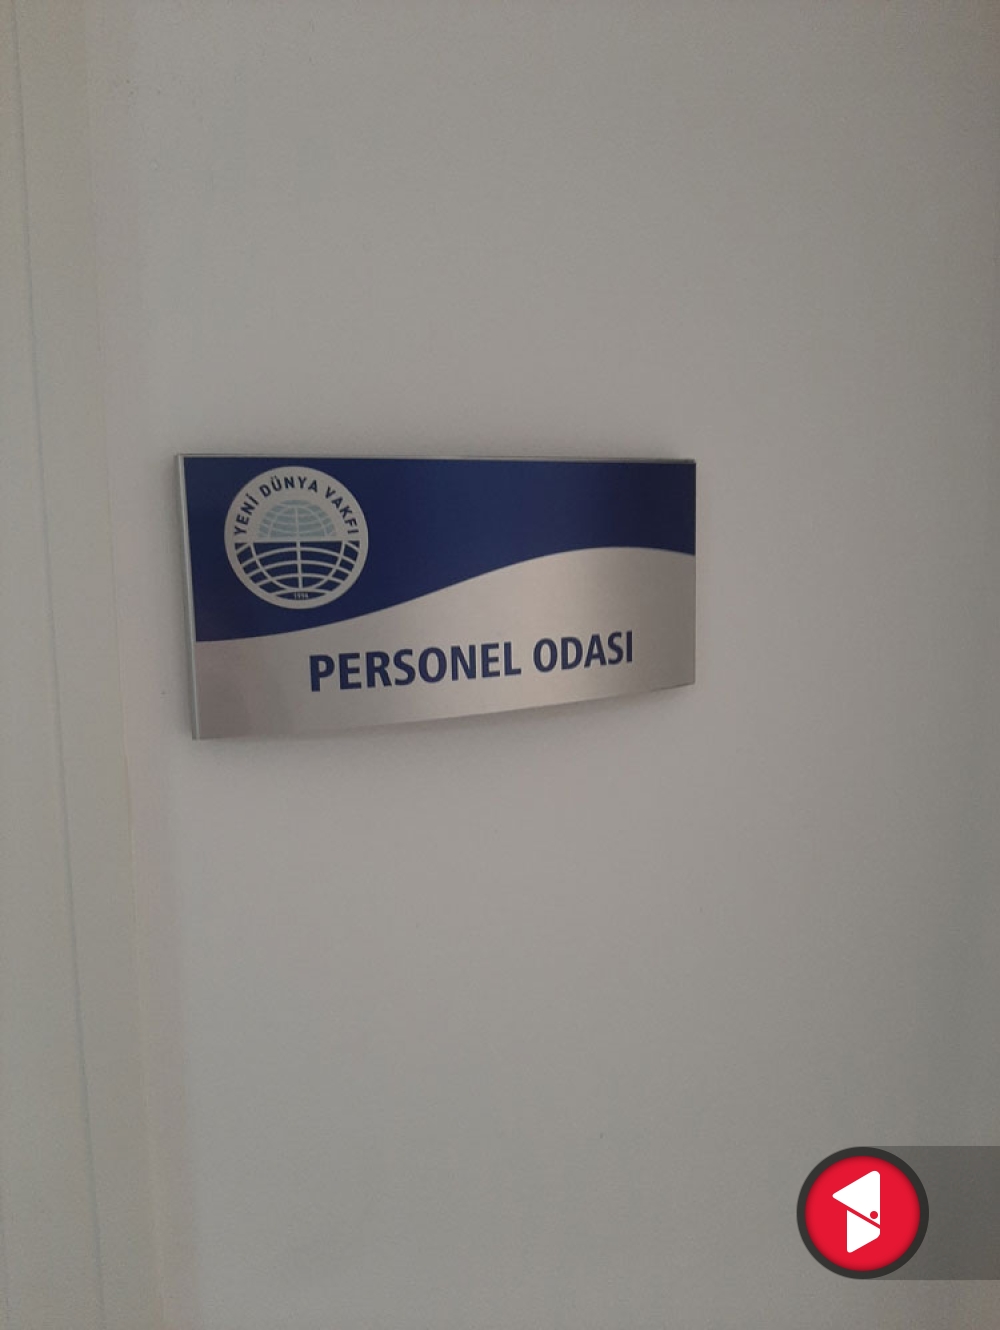 YENİ DÜNYA VAKFI
1996
PERSONEL ODASI